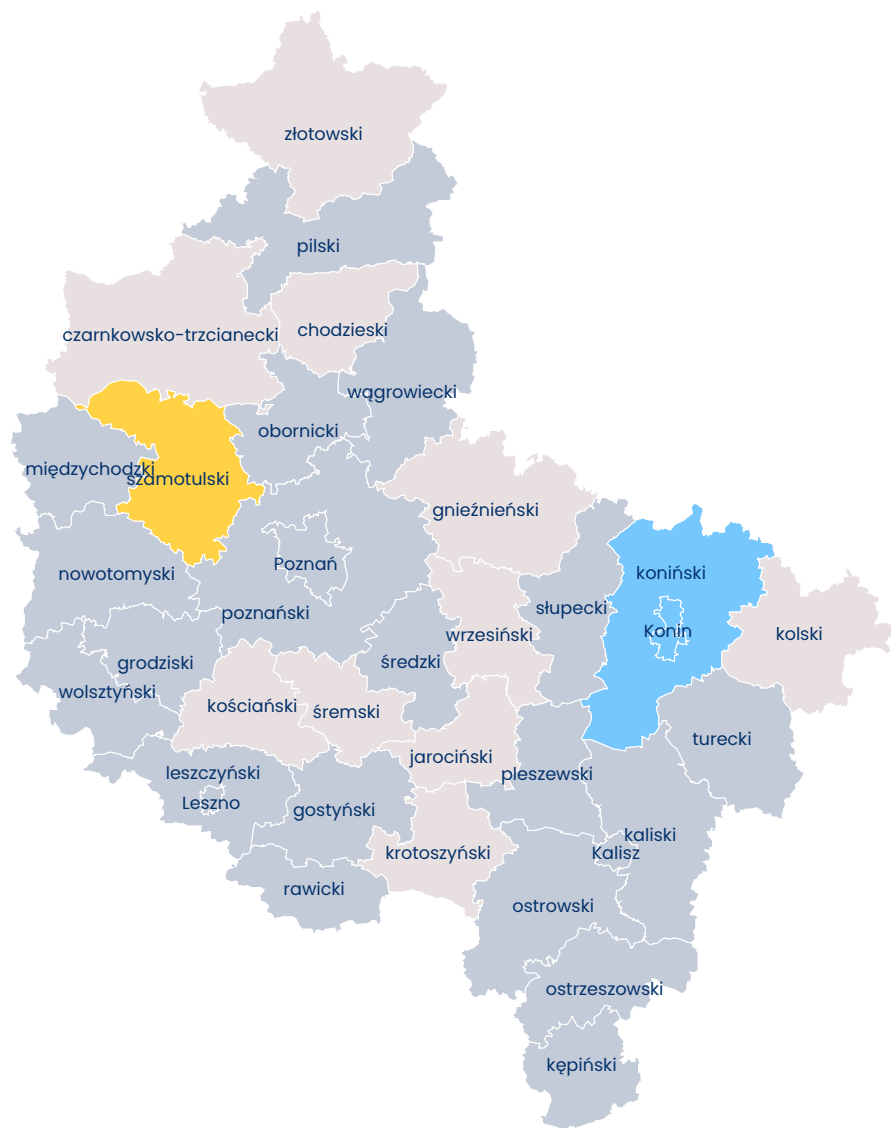 złotowski
pilski
czarnkowsko-trzcianecki
chodzieski
wągrowiecki
obornicki
międzychodzki
szamotulski
gnieźnieński
nowotomyski
Poznań
koniński
słupecki
poznański
wrzesiński
Konin
kolski
grodziski
średzki
wolsztyński
kościański
śremski
turecki
jarociński
leszczyński
pleszewski
Leszno
gostyński
kaliski
krotoszyński
Kalisz
rawicki
ostrowski
ostrzeszowski
kępiński